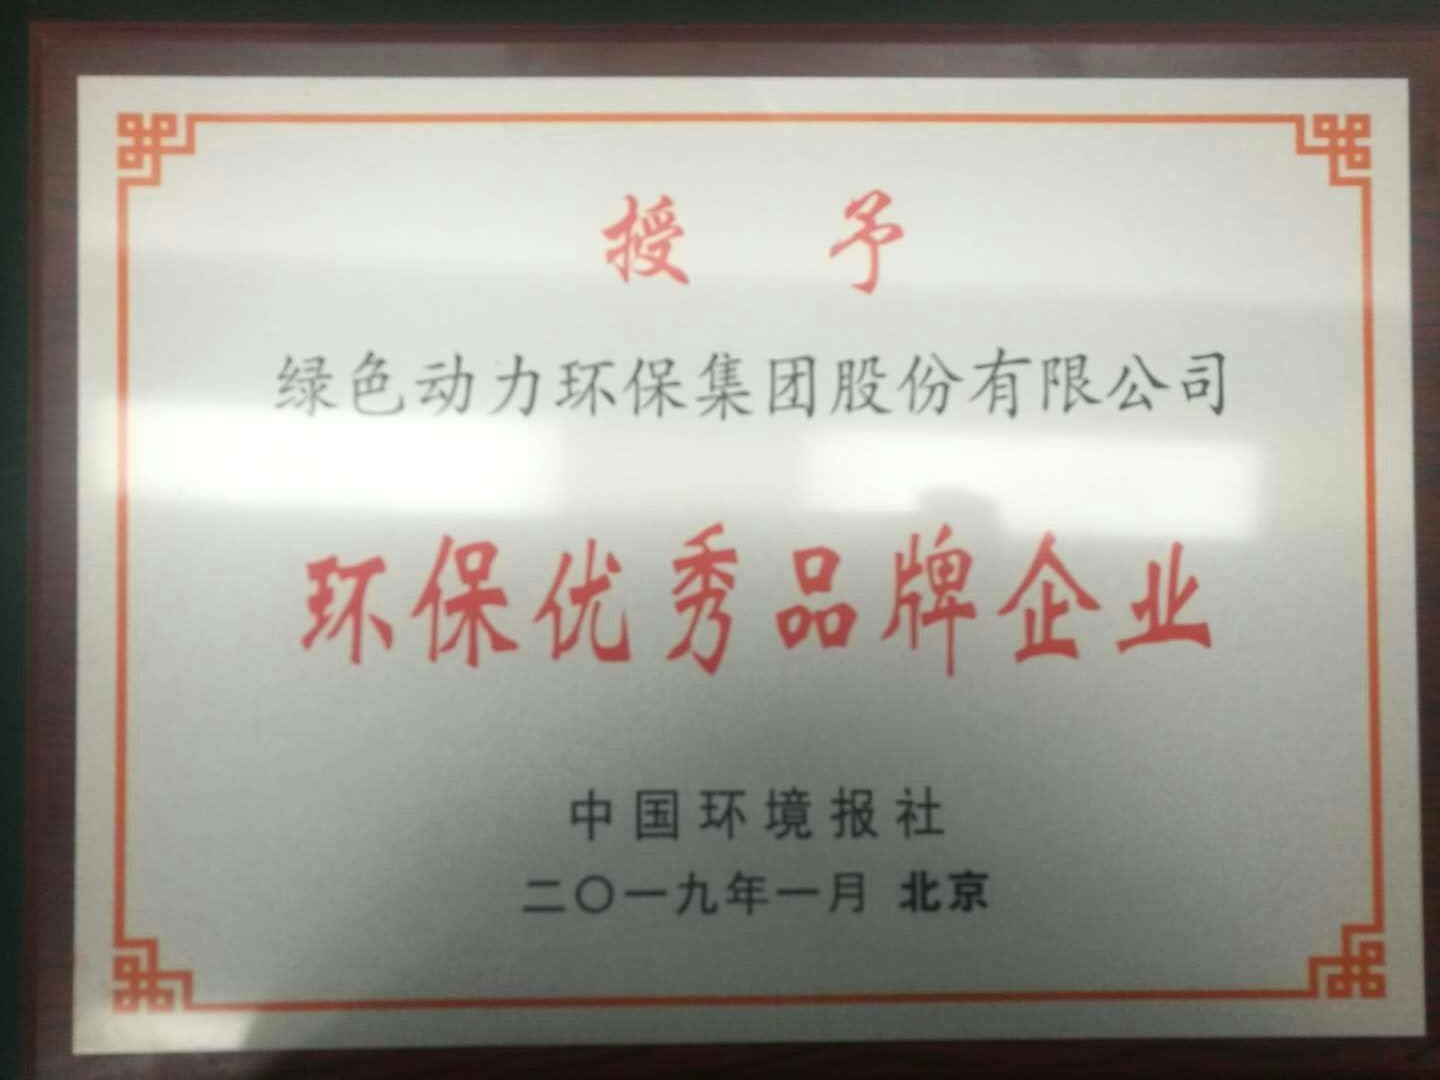 授 予
绿色动力环保集团股份有限公司
环保优秀品牌企业
中国环境报社
二〇一九年一月 北京